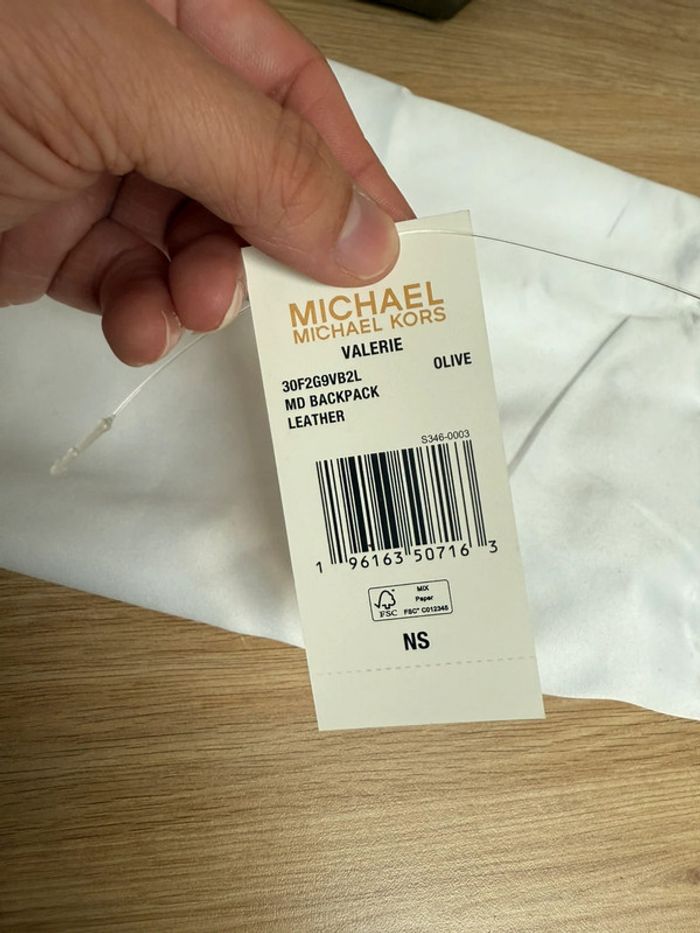 MICHAEL
MICHAEL KORS
VALERIE
30F2G9VB2L OLIVE
MD BACKPACK
LEATHER
S346-0003
1 96163 50716 3
FSC
MIX
Paper
FSC® C012345
NS